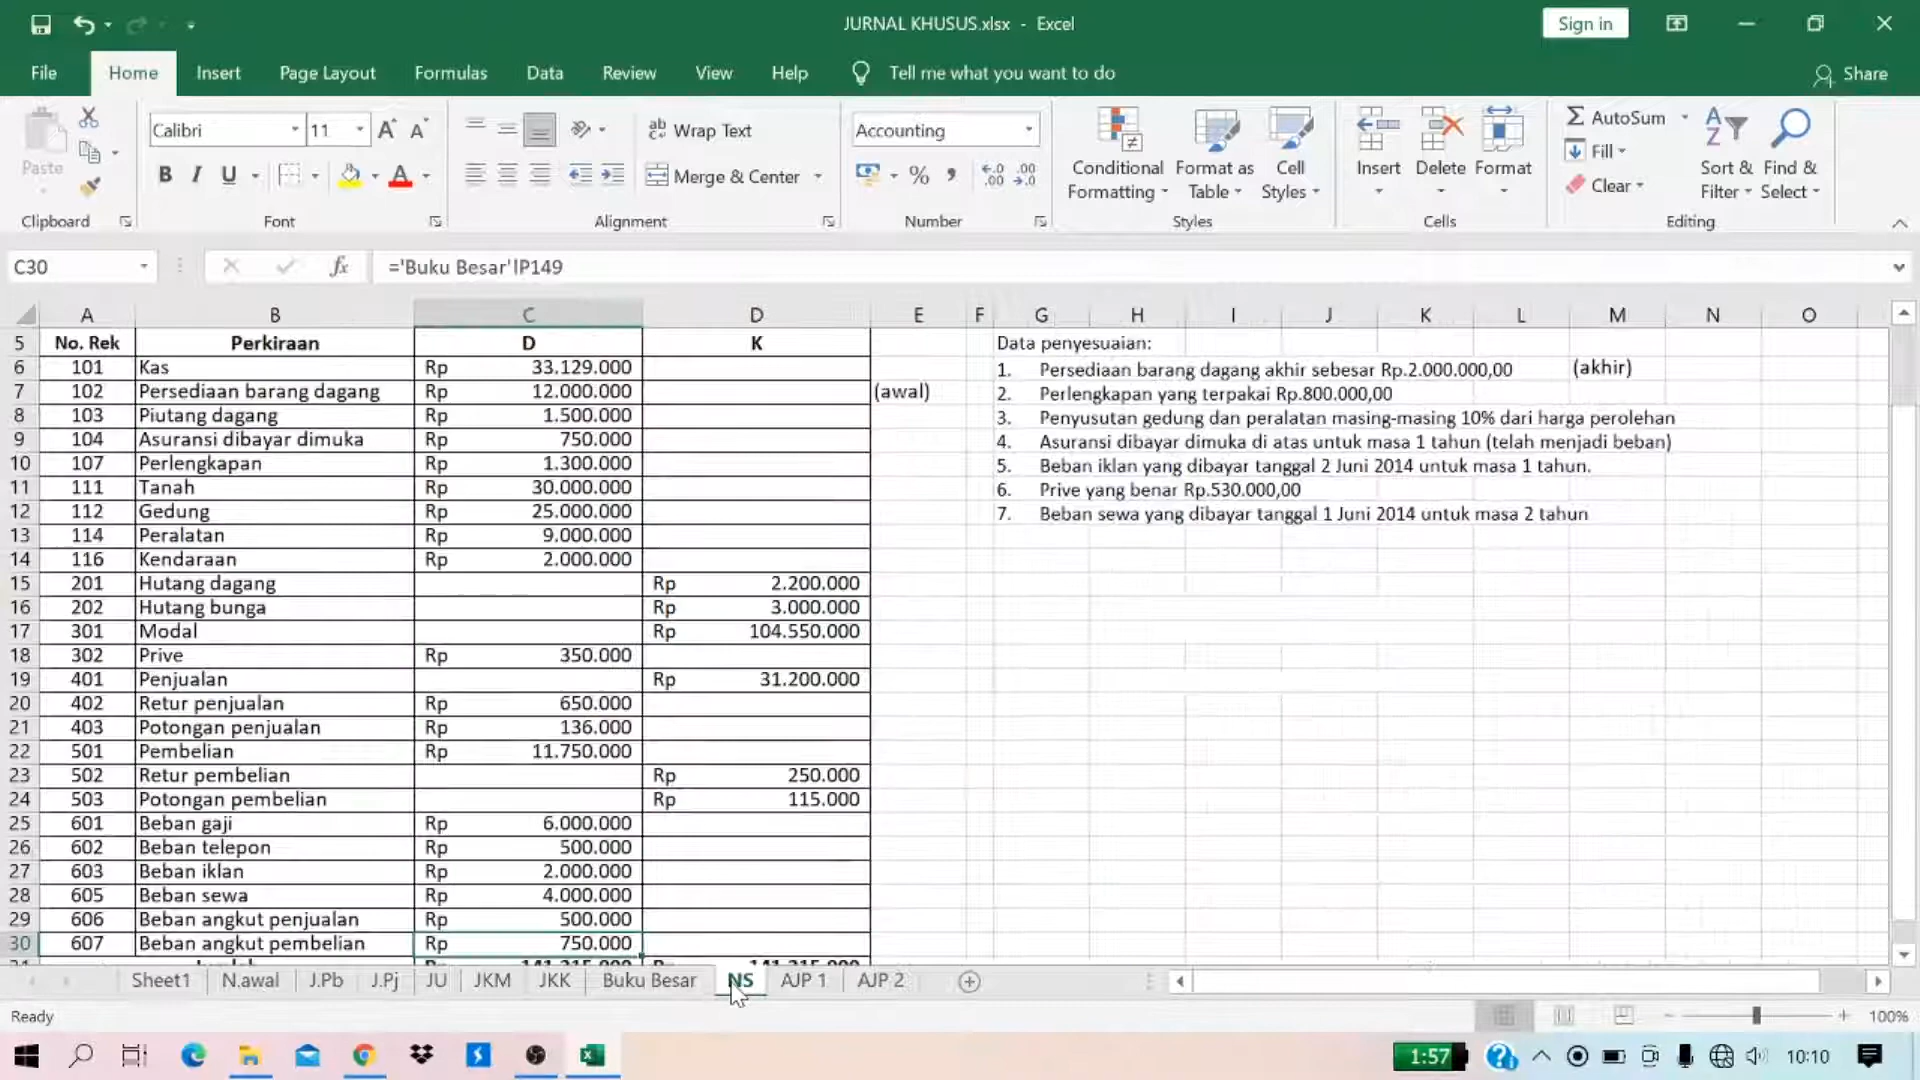 JURNAL KHUSUS.xlsx - Excel
Sign in
File Home Insert Page Layout Formulas Data Review View Help Tell me what you want to do Share
Calibri 11 Wrap Text Accounting AutoSum
Paste B I U Merge & Center % Conditional Formatting Format as Table Cell Styles Insert Delete Format Fill Clear Sort & Filter Find & Select
Clipboard Font Alignment Number Styles Cells Editing
C30 fx ='Buku Besar'!P149
A B C D E F G H I J K L M N O
5 No. Rek Perkiraan D K Data penyesuaian:
6 101 Kas Rp 33.129.000 1. Persediaan barang dagang akhir sebesar Rp.2.000.000,00 (akhir)
7 102 Persediaan barang dagang Rp 12.000.000 (awal) 2. Perlengkapan yang terpakai Rp.800.000,00
8 103 Piutang dagang Rp 1.500.000 3. Penyusutan gedung dan peralatan masing-masing 10% dari harga perolehan
9 104 Asuransi dibayar dimuka Rp 750.000 4. Asuransi dibayar dimuka di atas untuk masa 1 tahun (telah menjadi beban)
10 107 Perlengkapan Rp 1.300.000 5. Beban iklan yang dibayar tanggal 2 Juni 2014 untuk masa 1 tahun.
11 111 Tanah Rp 30.000.000 6. Prive yang benar Rp.530.000,00
12 112 Gedung Rp 25.000.000 7. Beban sewa yang dibayar tanggal 1 Juni 2014 untuk masa 2 tahun
13 114 Peralatan Rp 9.000.000
14 116 Kendaraan Rp 2.000.000
15 201 Hutang dagang Rp 2.200.000
16 202 Hutang bunga Rp 3.000.000
17 301 Modal Rp 104.550.000
18 302 Prive Rp 350.000
19 401 Penjualan Rp 31.200.000
20 402 Retur penjualan Rp 650.000
21 403 Potongan penjualan Rp 136.000
22 501 Pembelian Rp 11.750.000
23 502 Retur pembelian Rp 250.000
24 503 Potongan pembelian Rp 115.000
25 601 Beban gaji Rp 6.000.000
26 602 Beban telepon Rp 500.000
27 603 Beban iklan Rp 2.000.000
28 605 Beban sewa Rp 4.000.000
29 606 Beban angkut penjualan Rp 500.000
30 607 Beban angkut pembelian Rp 750.000
31 Jumlah Rp 141.315.000 Rp 141.315.000
Sheet1 N.awal J.Pb J.Pj JU JKM JKK Buku Besar NS AJP 1 AJP 2
Ready 100%
1:57 10:10